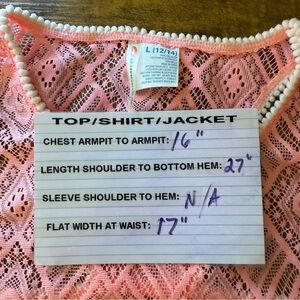 L (12/14)
TOP/SHIRT/JACKET
CHEST ARMPIT TO ARMPIT: 16"
LENGTH SHOULDER TO BOTTOM HEM: 27"
SLEEVE SHOULDER TO HEM: N/A
FLAT WIDTH AT WAIST: 17"